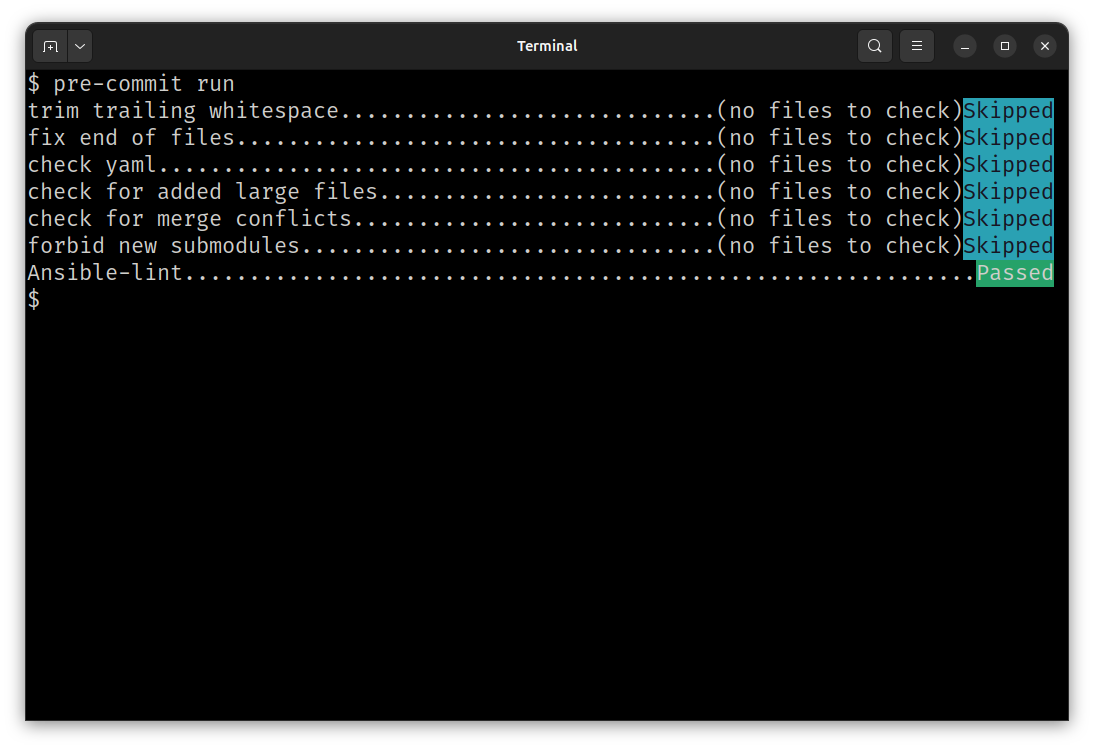 Terminal
$ pre-commit run
trim trailing whitespace.............................(no files to check)Skipped
fix end of files.....................................(no files to check)Skipped
check yaml...........................................(no files to check)Skipped
check for added large files..........................(no files to check)Skipped
check for merge conflicts............................(no files to check)Skipped
forbid new submodules................................(no files to check)Skipped
Ansible-lint.............................................................Passed
$